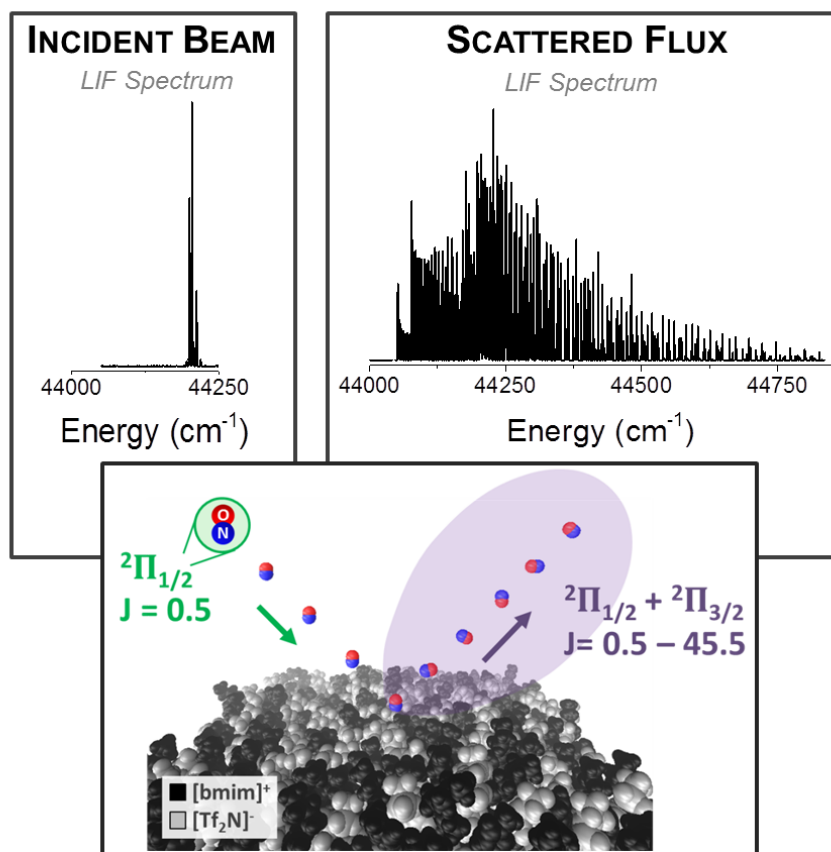 INCIDENT BEAM
LIF Spectrum
44000 44250
Energy (cm⁻¹)
SCATTERED FLUX
LIF Spectrum
44000 44250 44500 44750
Energy (cm⁻¹)
O
N
²Π₁/₂
J = 0.5
²Π₁/₂ + ²Π₃/₂
J= 0.5 – 45.5
[bmim]⁺
[Tf₂N]⁻